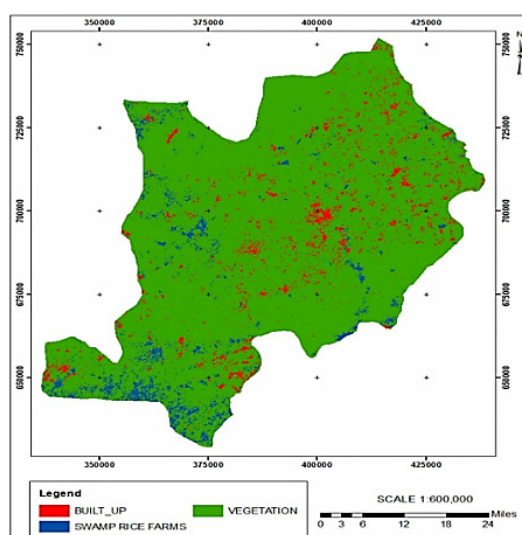 350000 375000 400000 425000
N
750000 750000
725000 725000
700000 700000
675000 675000
650000 650000
350000 375000 400000 425000
Legend
BUILT_UP VEGETATION
SWAMP RICE FARMS
SCALE 1:600,000
Miles
0 3 6 12 18 24